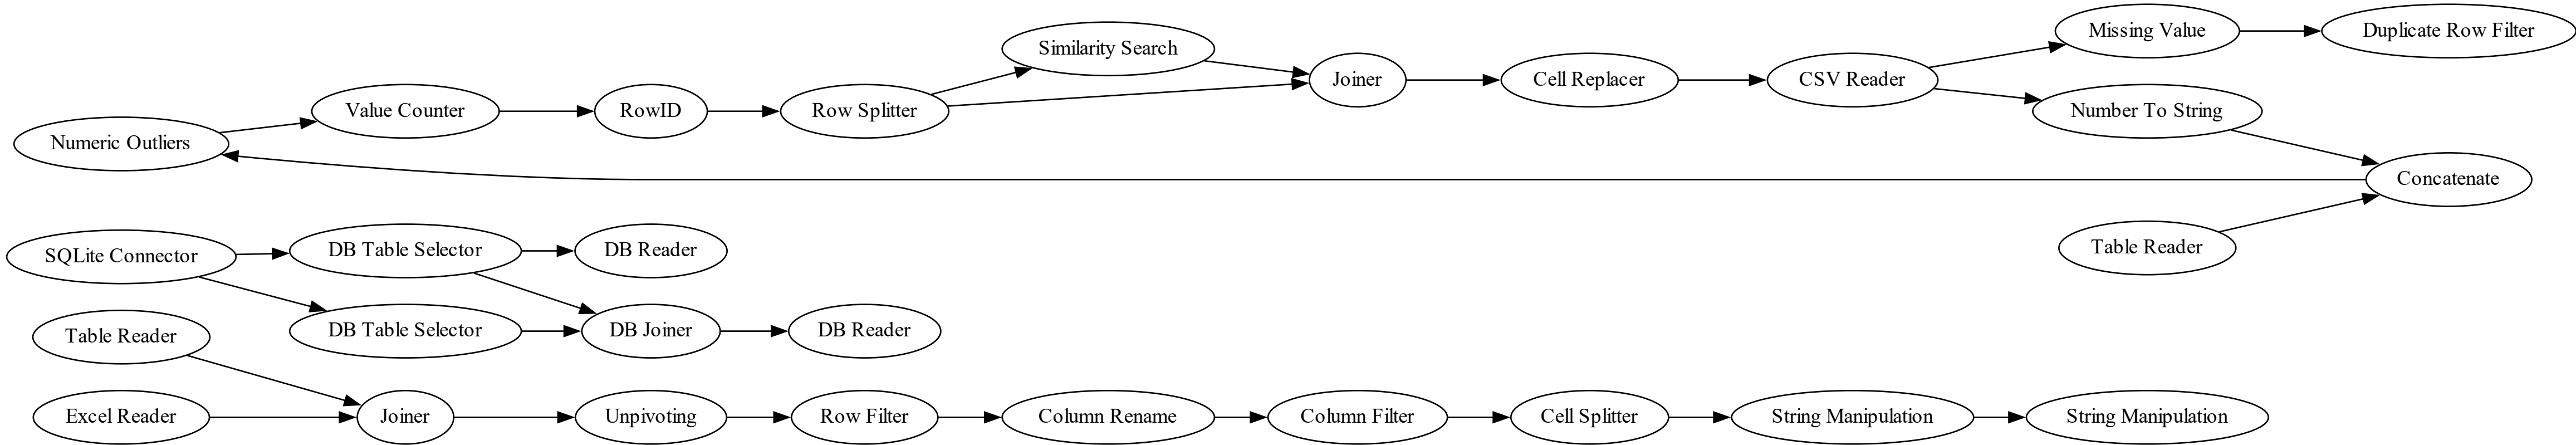 Missing Value
Duplicate Row Filter
Similarity Search
Joiner
Cell Replacer
CSV Reader
Value Counter
RowID
Row Splitter
Number To String
Numeric Outliers
Concatenate
Table Reader
SQLite Connector
DB Table Selector
DB Reader
DB Table Selector
DB Joiner
DB Reader
Table Reader
Excel Reader
Joiner
Unpivoting
Row Filter
Column Rename
Column Filter
Cell Splitter
String Manipulation
String Manipulation